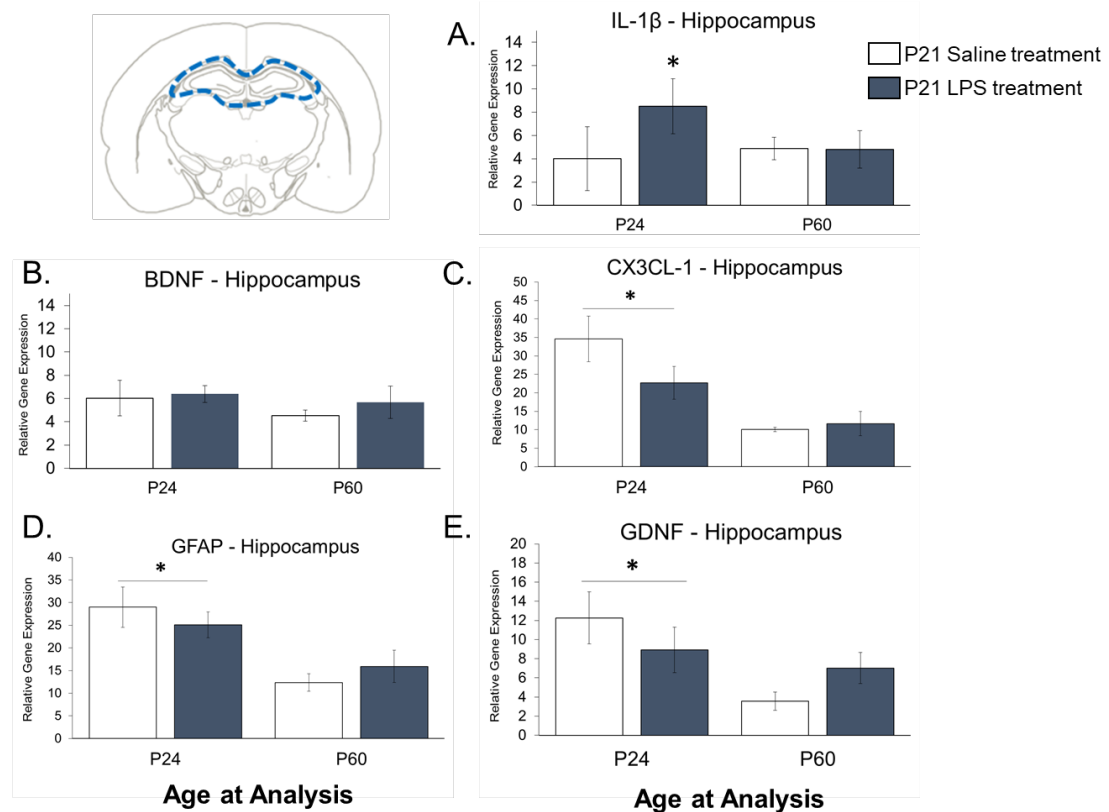 A.
IL-1β - Hippocampus
Relative Gene Expression
14
12
10
8
6
4
2
0
*
P24
P60
P21 Saline treatment
P21 LPS treatment
B.
BDNF - Hippocampus
Relative Gene Expression
14
12
10
8
6
4
2
0
P24
P60
C.
CX3CL-1 - Hippocampus
Relative Gene Expression
50
45
40
35
30
25
20
15
10
5
0
*
P24
P60
D.
GFAP - Hippocampus
Relative Gene Expression
40
35
30
25
20
15
10
5
0
*
P24
P60
Age at Analysis
E.
GDNF - Hippocampus
Relative Gene Expression
20
18
16
14
12
10
8
6
4
2
0
*
P24
P60
Age at Analysis